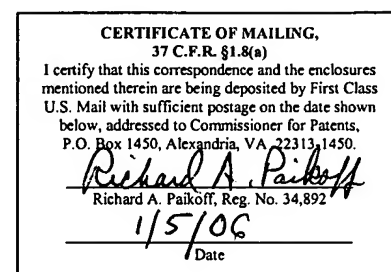 CERTIFICATE OF MAILING,
37 C.F.R. §1.8(a)
I certify that this correspondence and the enclosures
mentioned therein are being deposited by First Class
U.S. Mail with sufficient postage on the date shown
below, addressed to Commissioner for Patents,
P.O. Box 1450, Alexandria, VA 22313-1450.
Richard A. Paikoff
Richard A. Paikoff, Reg. No. 34,892
1/5/06
Date